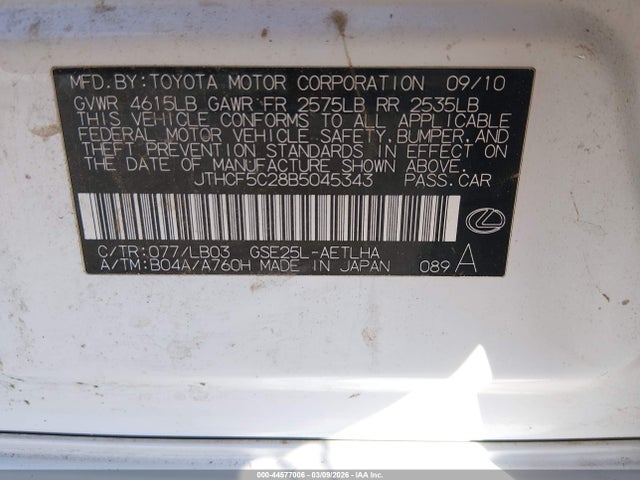 MFD. BY: TOYOTA MOTOR CORPORATION 09/10
GVWR 4615LB GAWR FR 2575LB RR 2535LB
THIS VEHICLE CONFORMS TO ALL APPLICABLE
FEDERAL MOTOR VEHICLE SAFETY, BUMPER, AND
THEFT PREVENTION STANDARDS IN EFFECT ON
THE DATE OF MANUFACTURE SHOWN ABOVE.
JTHCF5C28B5045343 PASS. CAR
C/TR: 077/LB03 GSE25L-AETLHA
A/TM: B04A/A760H MADE IN JAPAN 089 A
000-44577006 - 03/09/2026 - IAAI COPYRIGHT